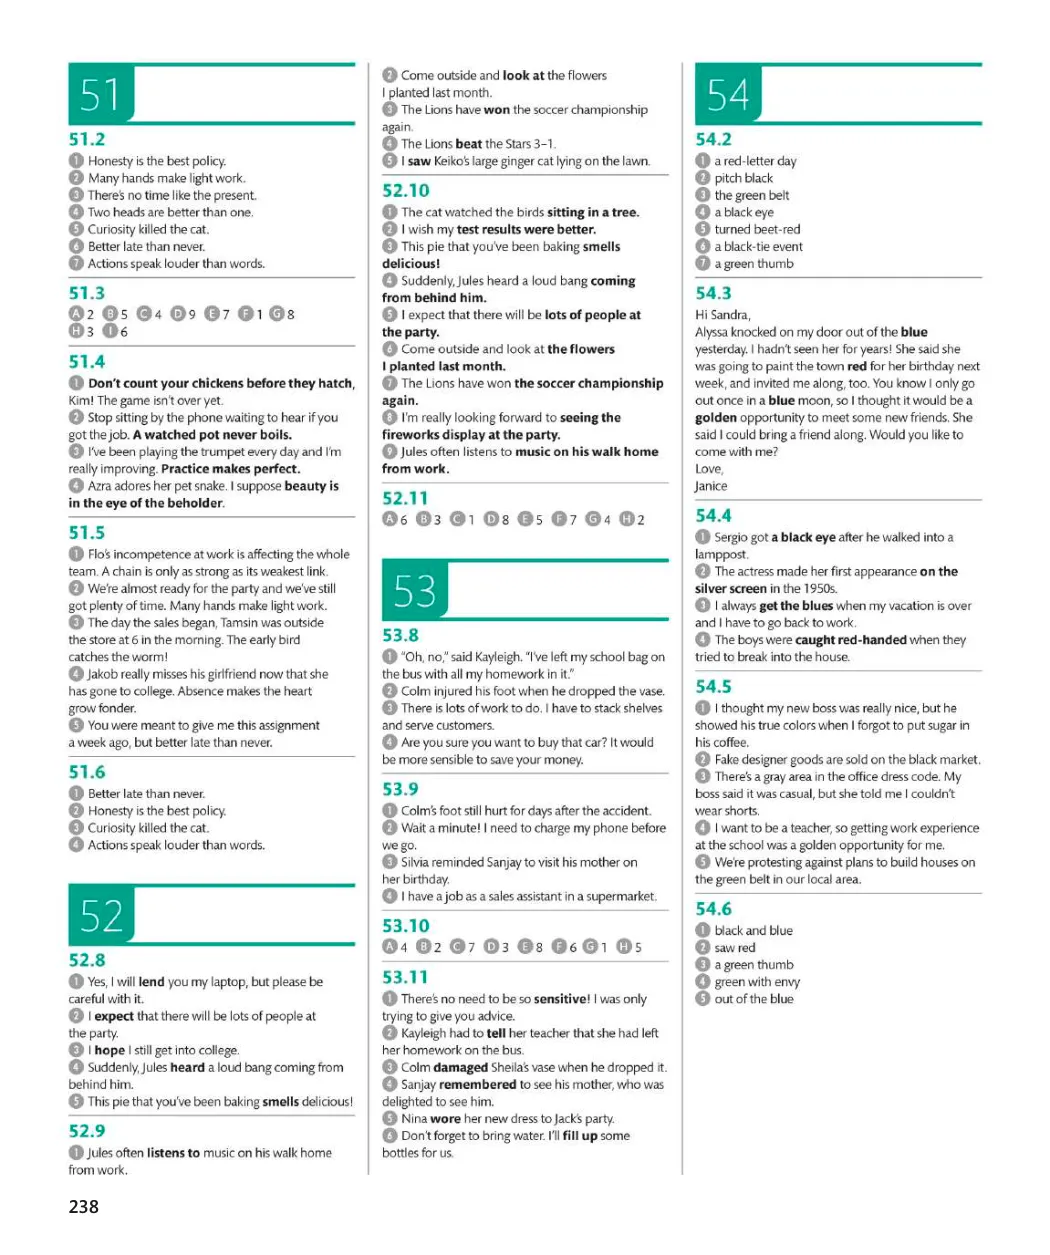 51
51.2
1 Honesty is the best policy.
2 Many hands make light work.
3 There's no time like the present.
4 Two heads are better than one.
5 Curiosity killed the cat.
6 Better late than never.
7 Actions speak louder than words.
51.3
A 2 B 5 C 4 D 9 E 7 F 1 G 8
H 3 I 6
51.4
1 Don't count your chickens before they hatch,
Kim! The game isn't over yet.
2 Stop sitting by the phone waiting to hear if you
got the job. A watched pot never boils.
3 I've been playing the trumpet every day and I'm
really improving. Practice makes perfect.
4 Azra adores her pet snake. I suppose beauty is
in the eye of the beholder.
51.5
1 Flo's incompetence at work is affecting the whole
team. A chain is only as strong as its weakest link.
2 We're almost ready for the party and we've still
got plenty of time. Many hands make light work.
3 The day the sales began, Tamsin was outside
the store at 6 in the morning. The early bird
catches the worm!
4 Jakob really misses his girlfriend now that she
has gone to college. Absence makes the heart
grow fonder.
5 You were meant to give me this assignment
a week ago, but better late than never.
51.6
1 Better late than never.
2 Honesty is the best policy.
3 Curiosity killed the cat.
4 Actions speak louder than words.
52
52.8
1 Yes, I will lend you my laptop, but please be
careful with it.
2 I expect that there will be lots of people at
the party.
3 I hope I still get into college.
4 Suddenly, Jules heard a loud bang coming from
behind him.
5 This pie that you've been baking smells delicious!
52.9
1 Jules often listens to music on his walk home
from work.
2 Come outside and look at the flowers
I planted last month.
3 The Lions have won the soccer championship
again.
4 The Lions beat the Stars 3–1.
5 I saw Keiko's large ginger cat lying on the lawn.
52.10
1 The cat watched the birds sitting in a tree.
2 I wish my test results were better.
3 This pie that you've been baking smells
delicious!
4 Suddenly, Jules heard a loud bang coming
from behind him.
5 I expect that there will be lots of people at
the party.
6 Come outside and look at the flowers
I planted last month.
7 The Lions have won the soccer championship
again.
8 I'm really looking forward to seeing the
fireworks display at the party.
9 Jules often listens to music on his walk home
from work.
52.11
A 6 B 3 C 1 D 8 E 5 F 7 G 4 H 2
53
53.8
1 "Oh, no," said Kayleigh. "I've left my school bag on
the bus with all my homework in it."
2 Colm injured his foot when he dropped the vase.
3 There is lots of work to do. I have to stack shelves
and serve customers.
4 Are you sure you want to buy that car? It would
be more sensible to save your money.
53.9
1 Colm's foot still hurt for days after the accident.
2 Wait a minute! I need to charge my phone before
we go.
3 Silvia reminded Sanjay to visit his mother on
her birthday.
4 I have a job as a sales assistant in a supermarket.
53.10
A 4 B 2 C 7 D 3 E 8 F 6 G 1 H 5
53.11
1 There's no need to be so sensitive! I was only
trying to give you advice.
2 Kayleigh had to tell her teacher that she had left
her homework on the bus.
3 Colm damaged Sheila's vase when he dropped it.
4 Sanjay remembered to see his mother, who was
delighted to see him.
5 Nina wore her new dress to Jack's party.
6 Don't forget to bring water. I'll fill up some
bottles for us.
54
54.2
1 a red-letter day
2 pitch black
3 the green belt
4 a black eye
5 turned beet-red
6 a black-tie event
7 a green thumb
54.3
Hi Sandra,
Alyssa knocked on my door out of the blue
yesterday. I hadn't seen her for years! She said she
was going to paint the town red for her birthday next
week, and invited me along, too. You know I only go
out once in a blue moon, so I thought it would be a
golden opportunity to meet some new friends. She
said I could bring a friend along. Would you like to
come with me?
Love,
Janice
54.4
1 Sergio got a black eye after he walked into a
lamppost.
2 The actress made her first appearance on the
silver screen in the 1950s.
3 I always get the blues when my vacation is over
and I have to go back to work.
4 The boys were caught red-handed when they
tried to break into the house.
54.5
1 I thought my new boss was really nice, but he
showed his true colors when I forgot to put sugar in
his coffee.
2 Fake designer goods are sold on the black market.
3 There's a gray area in the office dress code. My
boss said it was casual, but she told me I couldn't
wear shorts.
4 I want to be a teacher, so getting work experience
at the school was a golden opportunity for me.
5 We're protesting against plans to build houses on
the green belt in our local area.
54.6
1 black and blue
2 saw red
3 a green thumb
4 green with envy
5 out of the blue
238